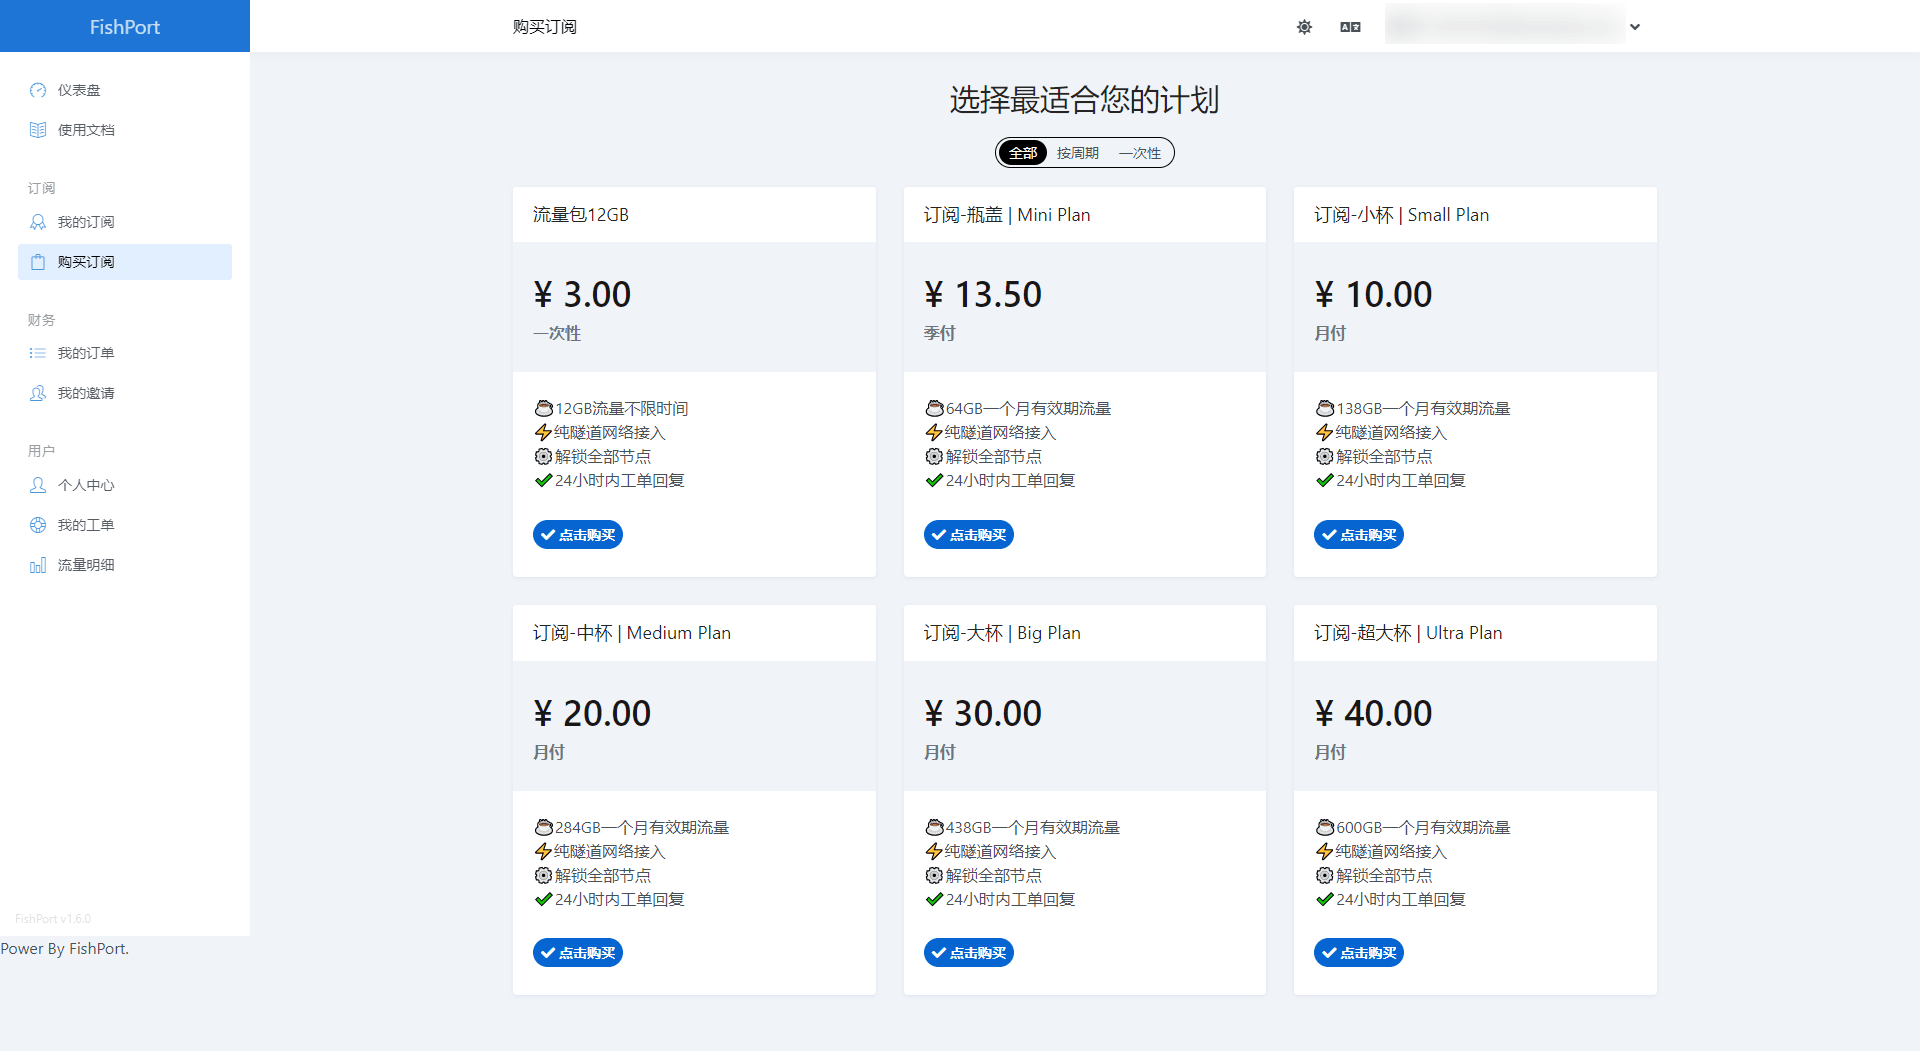 FishPort
购买订阅
仪表盘
使用文档
订阅
我的订阅
购买订阅
财务
我的订单
我的邀请
用户
个人中心
我的工单
流量明细
FishPort v1.6.0
Power By FishPort.
选择最适合您的计划
全部 按周期 一次性
流量包12GB
¥ 3.00
一次性
12GB流量不限时间
纯隧道网络接入
解锁全部节点
24小时内工单回复
点击购买
订阅-瓶盖 | Mini Plan
¥ 13.50
季付
64GB一个月有效期流量
纯隧道网络接入
解锁全部节点
24小时内工单回复
点击购买
订阅-小杯 | Small Plan
¥ 10.00
月付
138GB一个月有效期流量
纯隧道网络接入
解锁全部节点
24小时内工单回复
点击购买
订阅-中杯 | Medium Plan
¥ 20.00
月付
284GB一个月有效期流量
纯隧道网络接入
解锁全部节点
24小时内工单回复
点击购买
订阅-大杯 | Big Plan
¥ 30.00
月付
438GB一个月有效期流量
纯隧道网络接入
解锁全部节点
24小时内工单回复
点击购买
订阅-超大杯 | Ultra Plan
¥ 40.00
月付
600GB一个月有效期流量
纯隧道网络接入
解锁全部节点
24小时内工单回复
点击购买